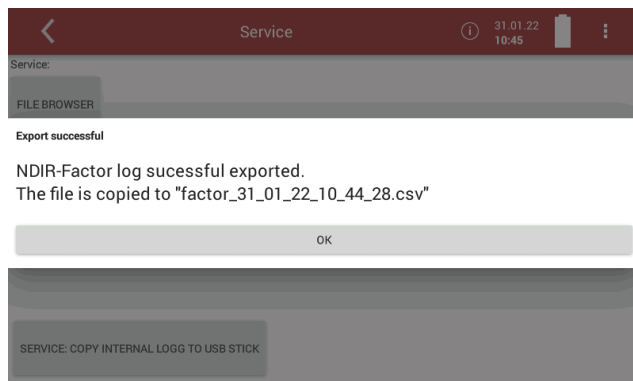 Service
31.01.22
10:45
Service:
FILE BROWSER
Export successful
NDIR-Factor log sucessful exported.
The file is copied to "factor_31_01_22_10_44_28.csv"
OK
SERVICE: COPY INTERNAL LOGG TO USB STICK